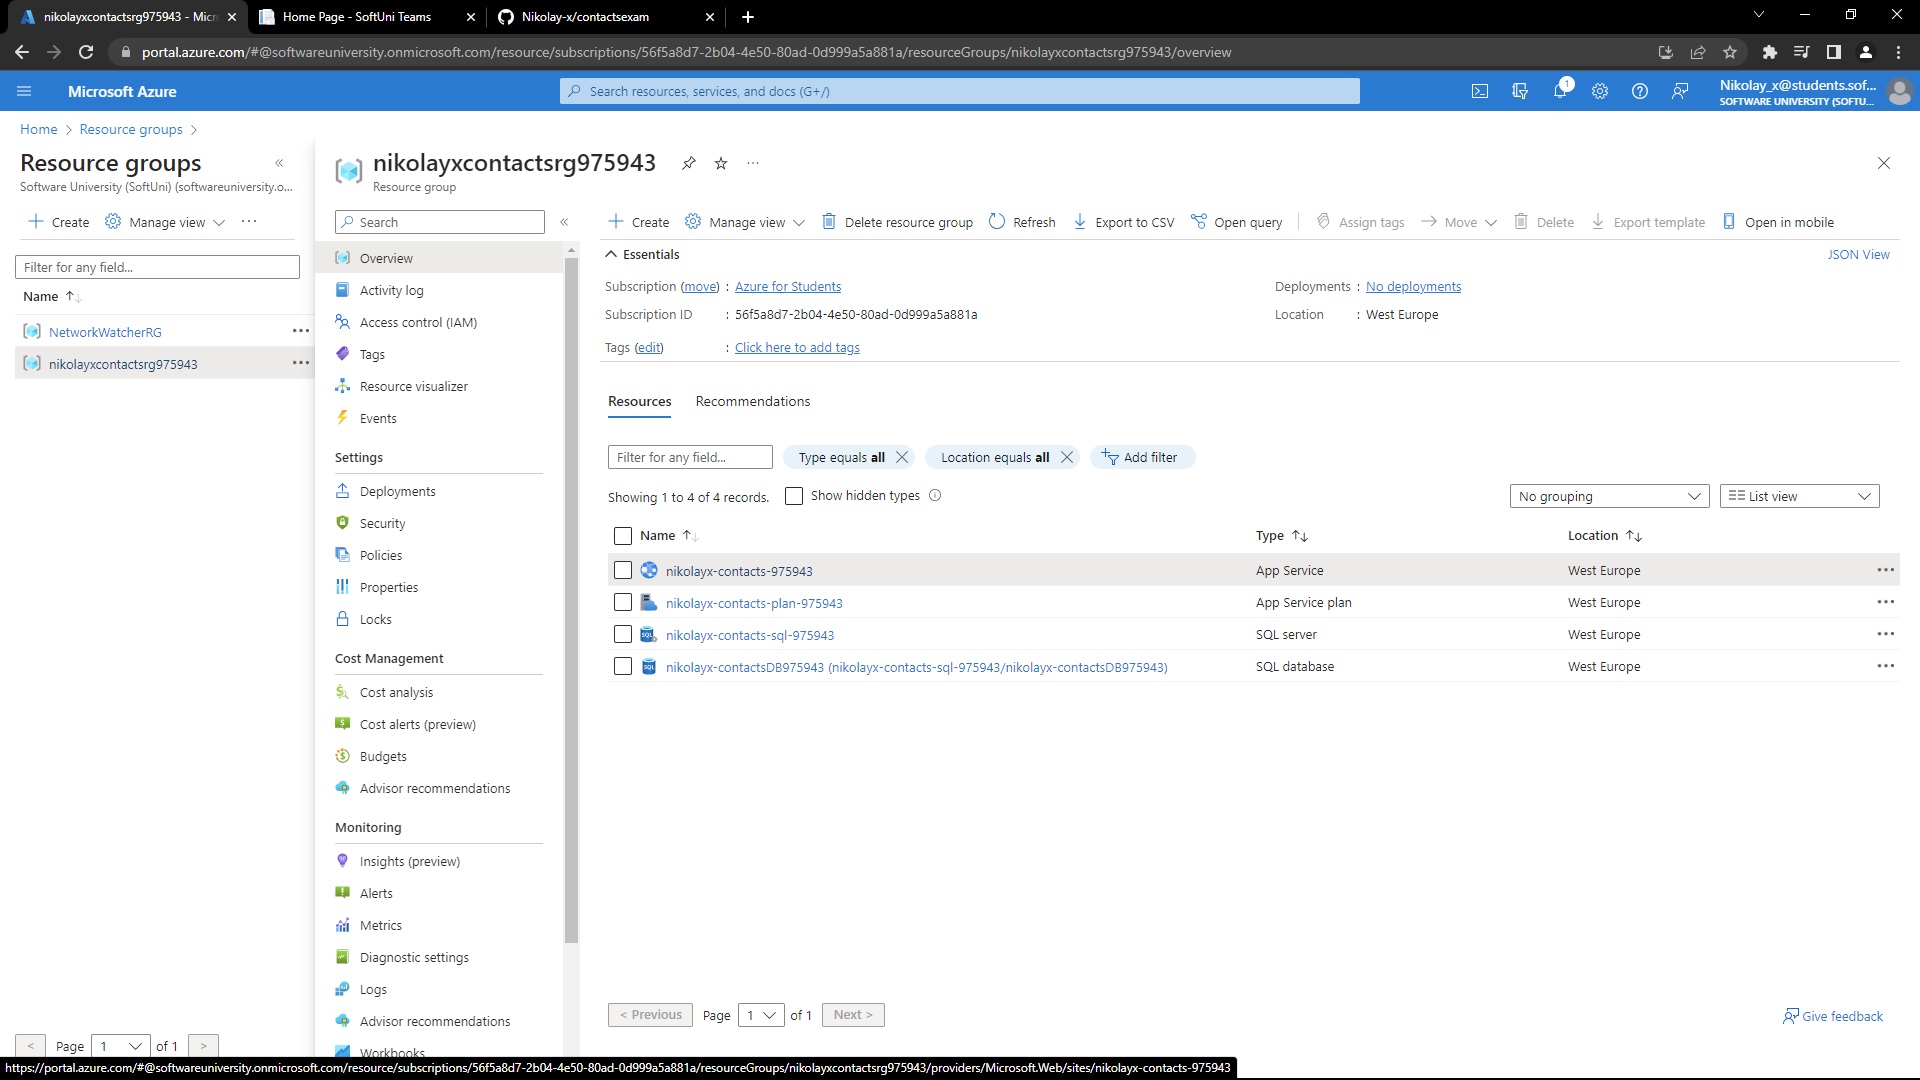 nikolayxcontactsrg975943 - Micr
Home Page - SoftUni Teams
Nikolay-x/contactsexam
portal.azure.com/#@softwareuniversity.onmicrosoft.com/resource/subscriptions/56f5a8d7-2b04-4e50-80ad-0d999a5a881a/resourceGroups/nikolayxcontactsrg975943/overview
Microsoft Azure
Search resources, services, and docs (G+/)
1
Nikolay_x@students.sof...
SOFTWARE UNIVERSITY (SOFTU...
Home > Resource groups >
Resource groups
Software University (SoftUni) (softwareuniversity.o...
Create Manage view ...
Filter for any field...
Name
NetworkWatcherRG
nikolayxcontactsrg975943
< Page 1 of 1 >
nikolayxcontactsrg975943 ...
Resource group
Search
Overview
Activity log
Access control (IAM)
Tags
Resource visualizer
Events
Settings
Deployments
Security
Policies
Properties
Locks
Cost Management
Cost analysis
Cost alerts (preview)
Budgets
Advisor recommendations
Monitoring
Insights (preview)
Alerts
Metrics
Diagnostic settings
Logs
Advisor recommendations
Workbooks
Create Manage view Delete resource group Refresh Export to CSV Open query Assign tags Move Delete Export template Open in mobile
Essentials
JSON View
Subscription (move) : Azure for Students
Deployments : No deployments
Subscription ID : 56f5a8d7-2b04-4e50-80ad-0d999a5a881a
Location : West Europe
Tags (edit) : Click here to add tags
Resources Recommendations
Filter for any field... Type equals all Location equals all Add filter
Showing 1 to 4 of 4 records. Show hidden types
No grouping List view
Name Type Location
nikolayx-contacts-975943 App Service West Europe
nikolayx-contacts-plan-975943 App Service plan West Europe
nikolayx-contacts-sql-975943 SQL server West Europe
nikolayx-contactsDB975943 (nikolayx-contacts-sql-975943/nikolayx-contactsDB975943) SQL database West Europe
< Previous Page 1 of 1 Next >
Give feedback
https://portal.azure.com/#@softwareuniversity.onmicrosoft.com/resource/subscriptions/56f5a8d7-2b04-4e50-80ad-0d999a5a881a/resourceGroups/nikolayxcontactsrg975943/providers/Microsoft.Web/sites/nikolayx-contacts-975943